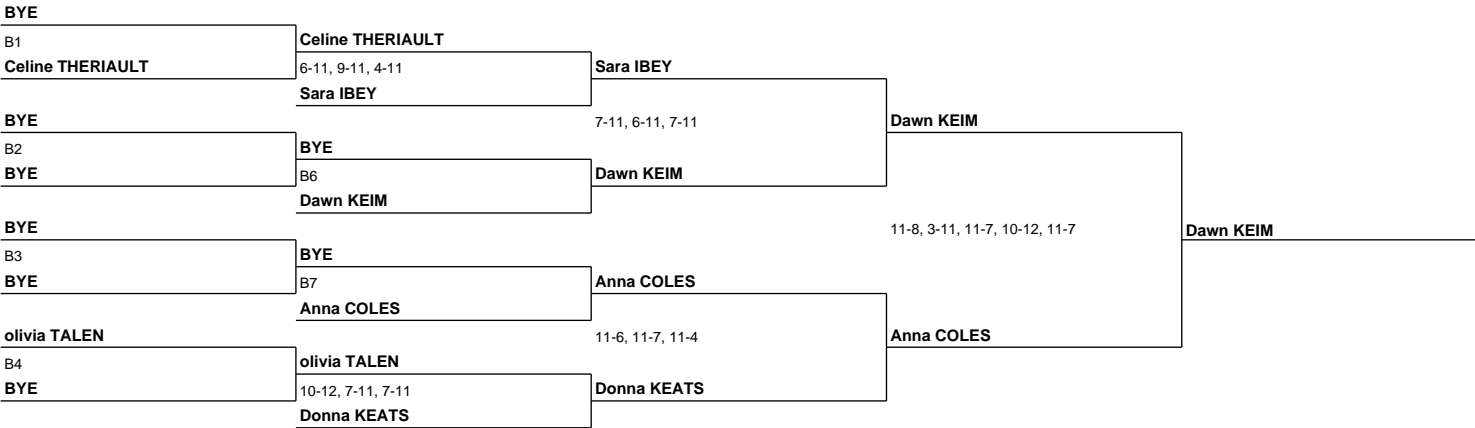 BYE
B1
Celine THERIAULT
Celine THERIAULT
6-11, 9-11, 4-11
Sara IBEY
Sara IBEY
BYE
B2
BYE
BYE
B6
Dawn KEIM
7-11, 6-11, 7-11
Dawn KEIM
Dawn KEIM
BYE
B3
BYE
BYE
B7
Anna COLES
Anna COLES
11-8, 3-11, 11-7, 10-12, 11-7
Dawn KEIM
olivia TALEN
B4
BYE
olivia TALEN
10-12, 7-11, 7-11
Donna KEATS
11-6, 11-7, 11-4
Donna KEATS
Anna COLES